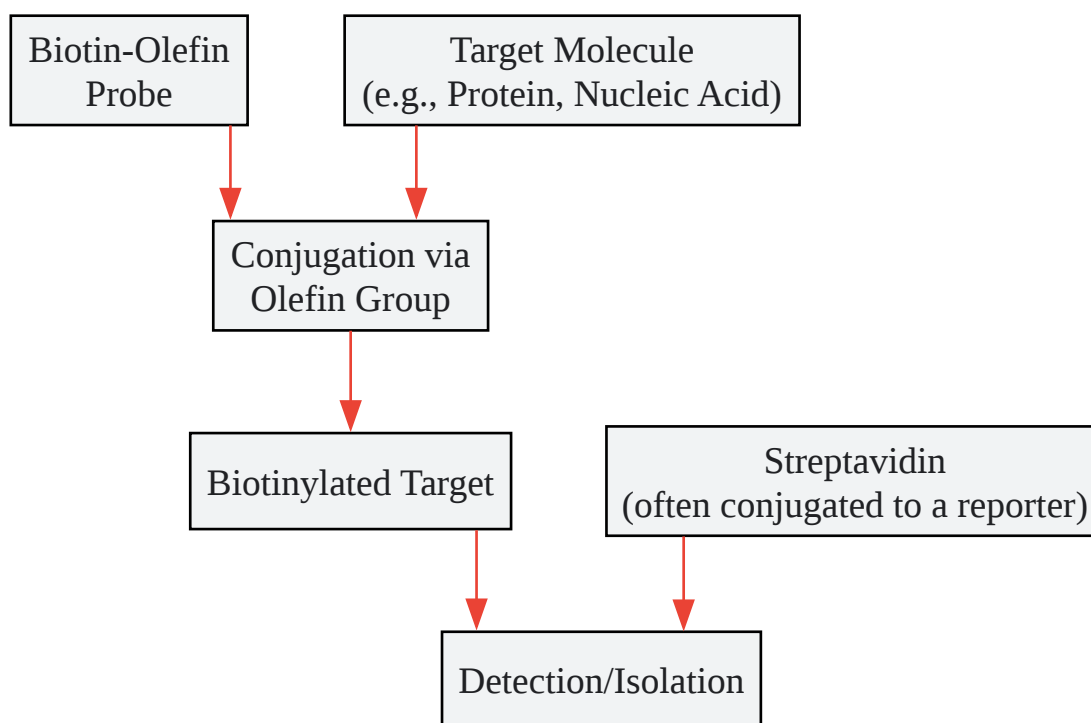 Biotin-Olefin
Probe
Target Molecule
(e.g., Protein, Nucleic Acid)
Conjugation via
Olefin Group
Biotinylated Target
Streptavidin
(often conjugated to a reporter)
Detection/Isolation